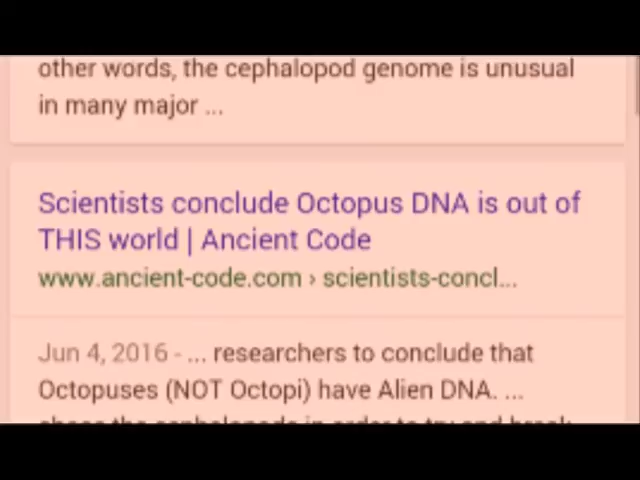 other words, the cephalopod genome is unusual
in many major ...
Scientists conclude Octopus DNA is out of
THIS world | Ancient Code
www.ancient-code.com › scientists-concl...
Jun 4, 2016 - ... researchers to conclude that
Octopuses (NOT Octopi) have Alien DNA. ...